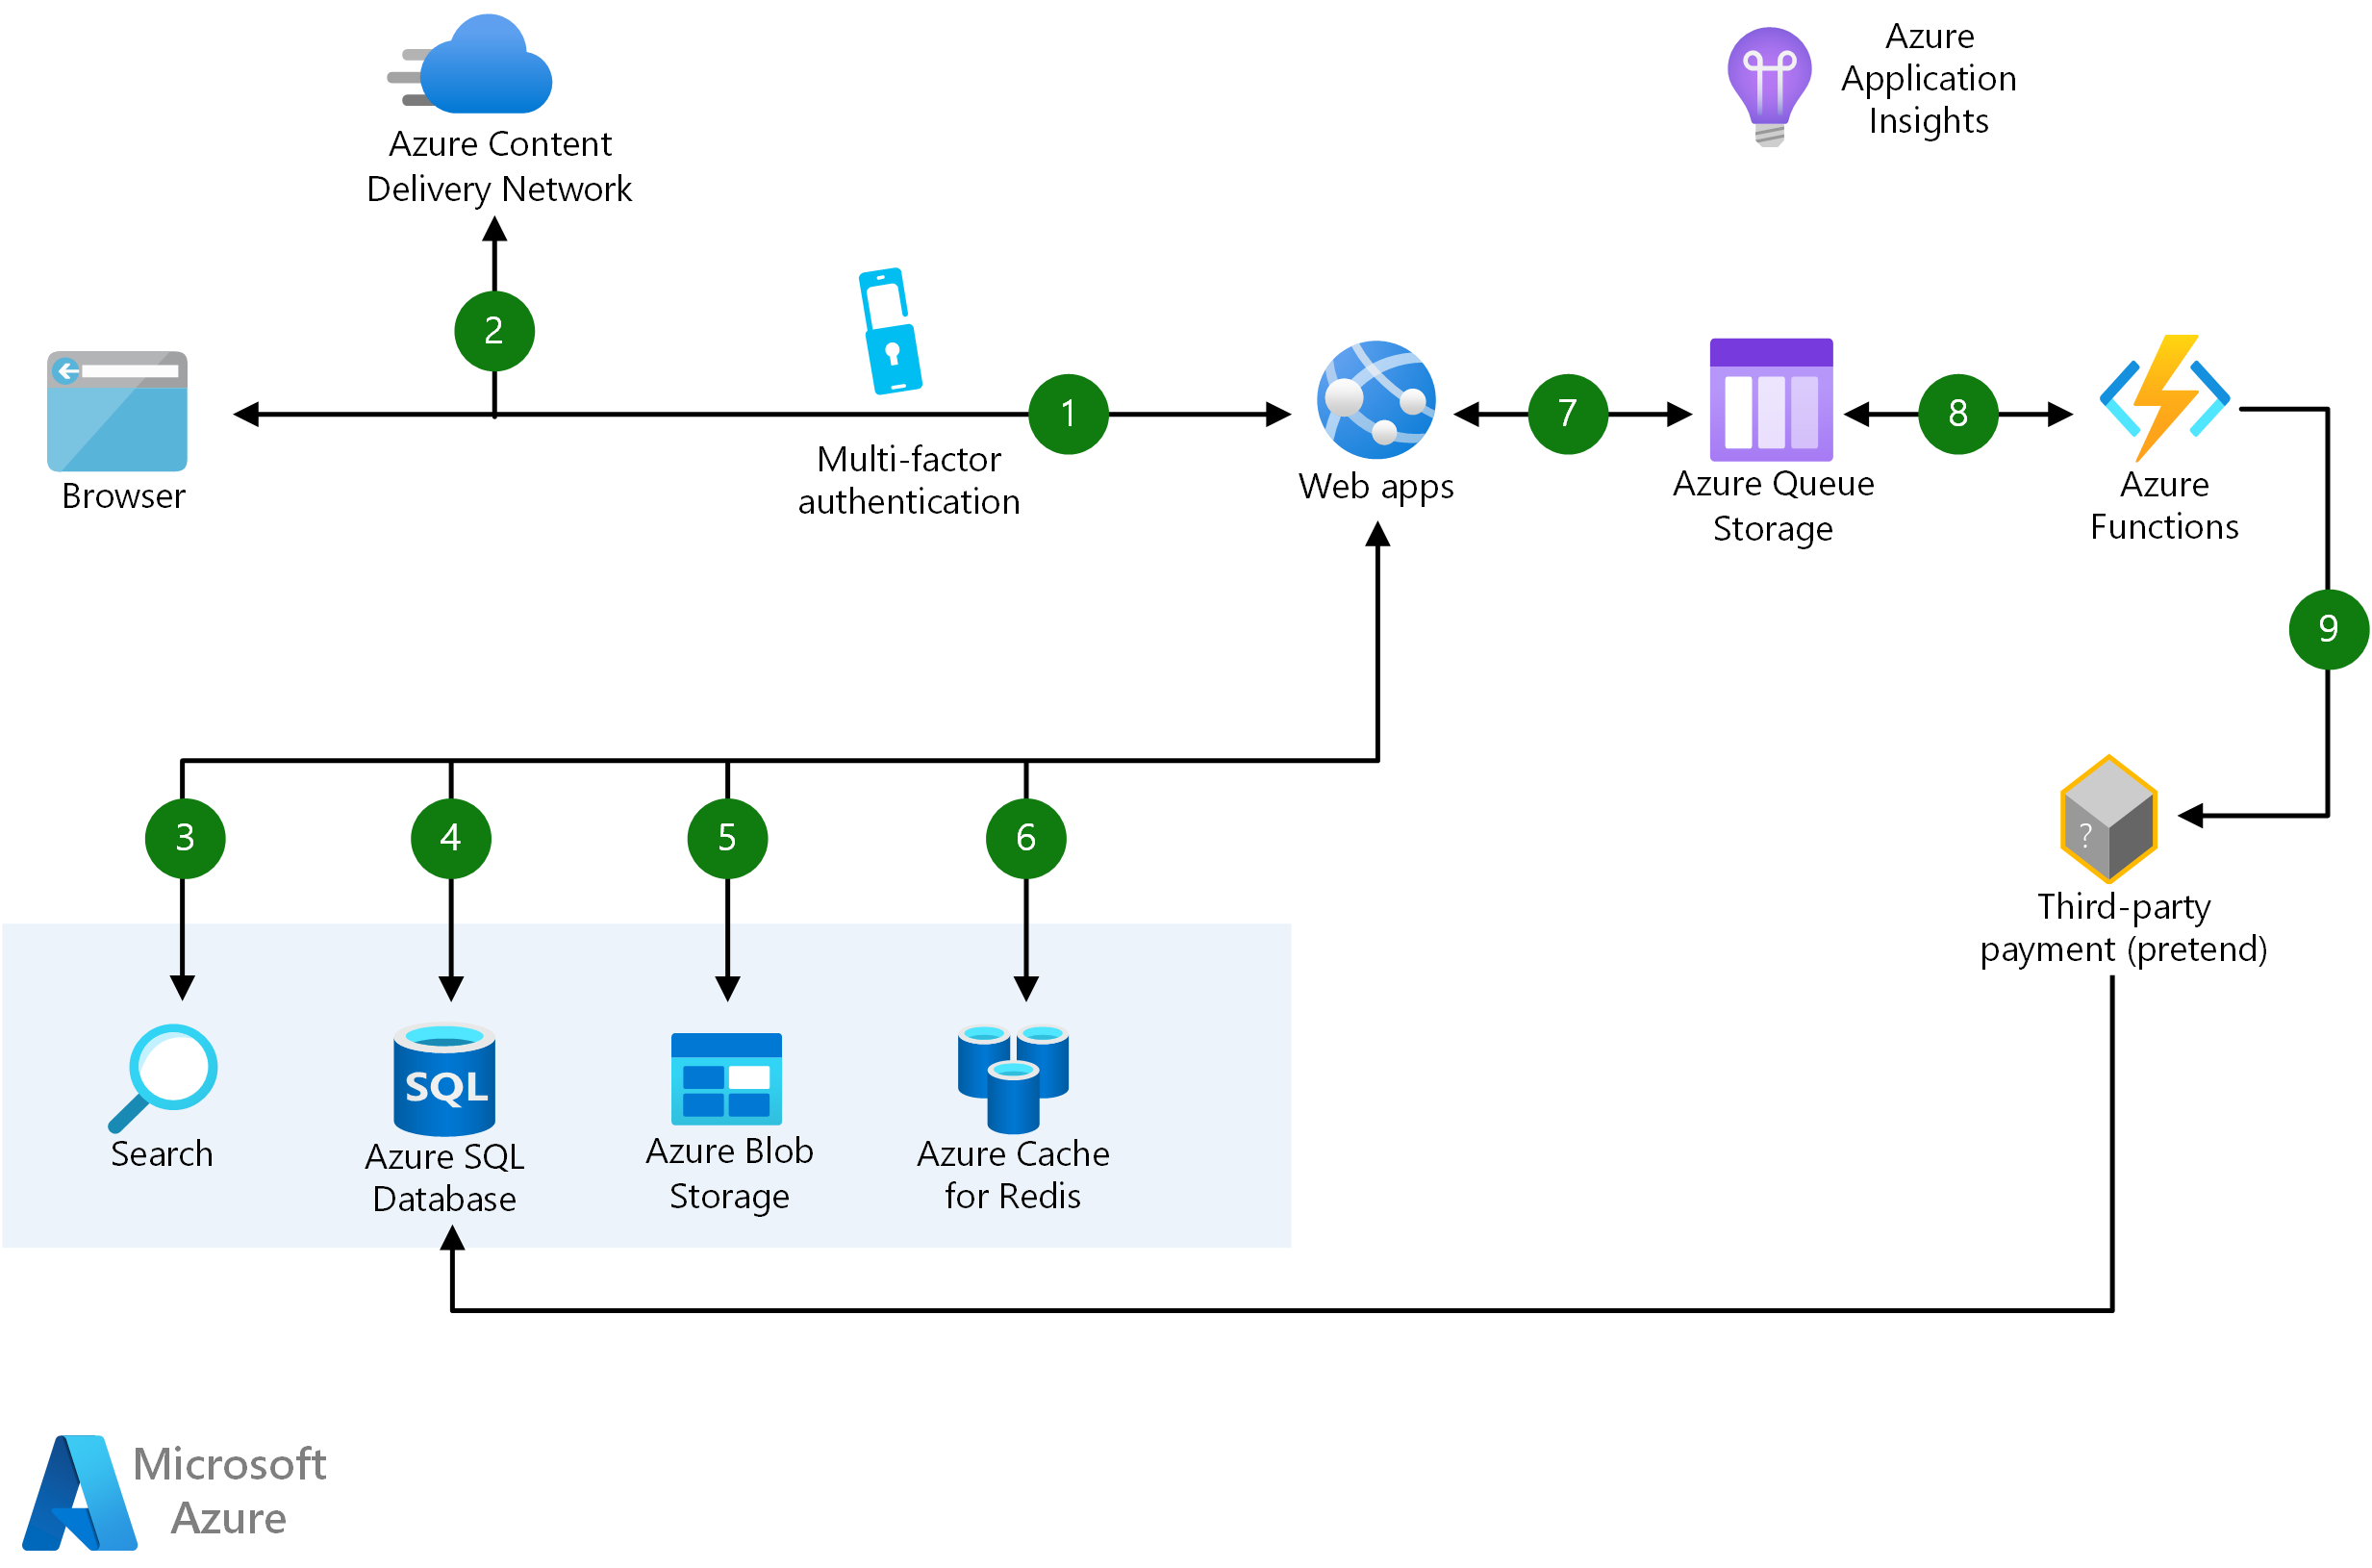 Azure Content
Delivery Network
Azure
Application
Insights
2
1
7
8
Browser
Multi-factor
authentication
Web apps
Azure Queue
Storage
Azure
Functions
9
3
4
5
6
?
Third-party
payment (pretend)
SQL
Search
Azure SQL
Database
Azure Blob
Storage
Azure Cache
for Redis
Microsoft
Azure